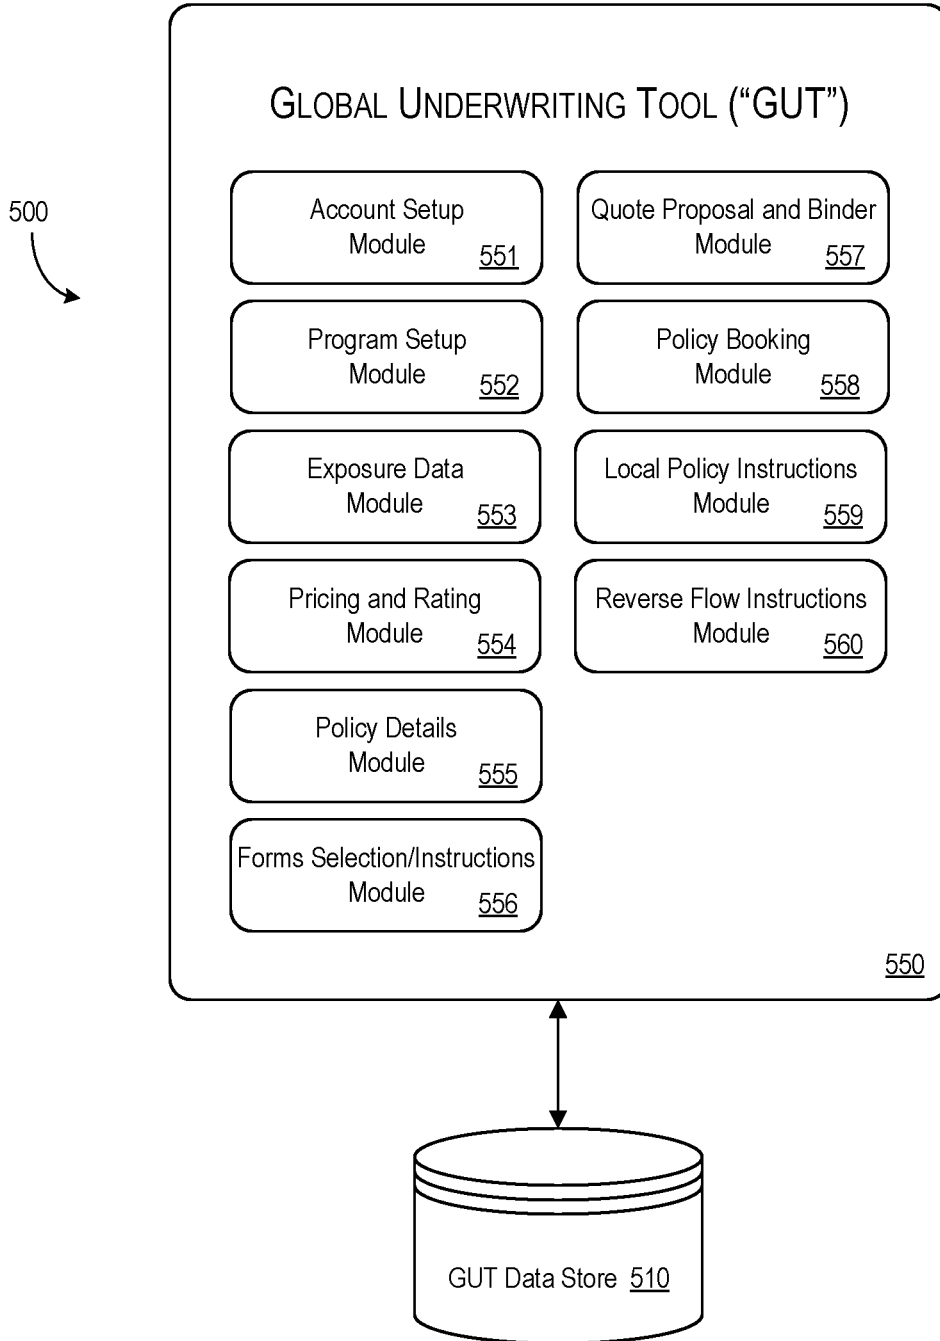 GLOBAL UNDERWRITING TOOL (“GUT”)
500
Account Setup
Module 551
Program Setup
Module 552
Exposure Data
Module 553
Pricing and Rating
Module 554
Policy Details
Module 555
Forms Selection/Instructions
Module 556
Quote Proposal and Binder
Module 557
Policy Booking
Module 558
Local Policy Instructions
Module 559
Reverse Flow Instructions
Module 560
550
GUT Data Store 510